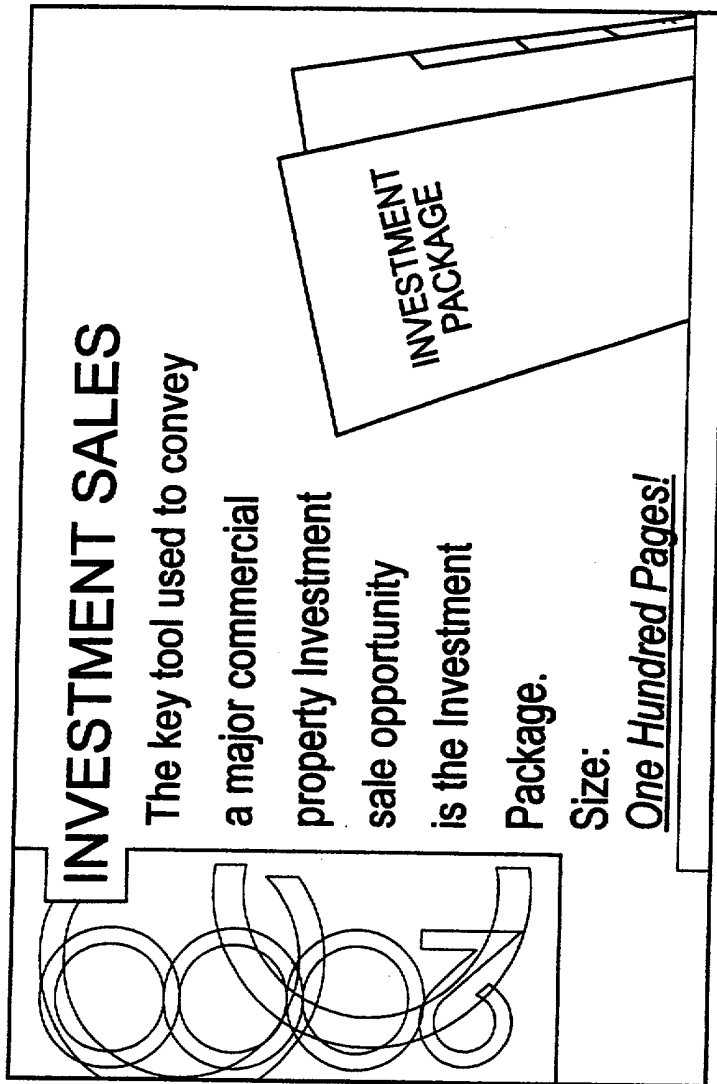 INVESTMENT SALES
The key tool used to convey
a major commercial
property Investment
sale opportunity
is the Investment
Package.
Size:
One Hundred Pages!
INVESTMENT
PACKAGE